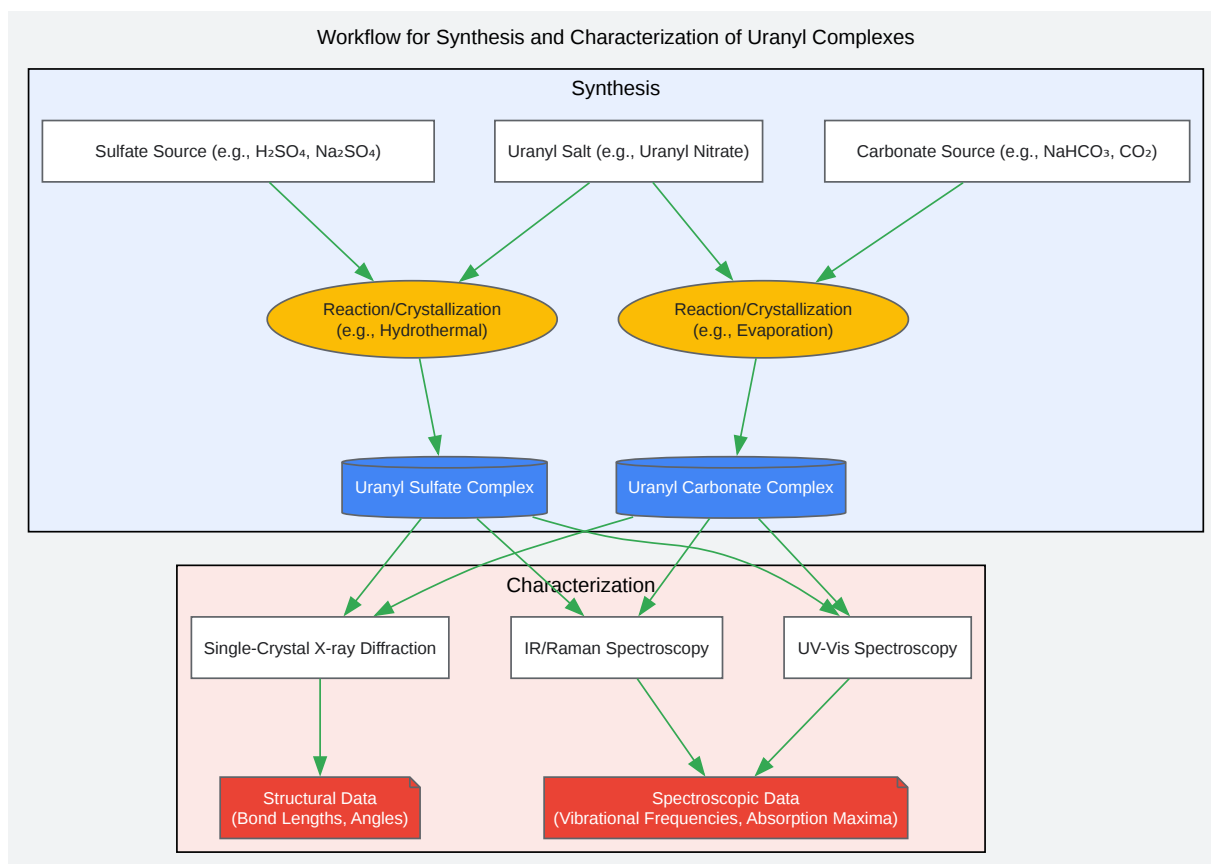 Workflow for Synthesis and Characterization of Uranyl Complexes
Synthesis
Sulfate Source (e.g., H₂SO₄, Na₂SO₄)
Uranyl Salt (e.g., Uranyl Nitrate)
Carbonate Source (e.g., NaHCO₃, CO₂)
Reaction/Crystallization
(e.g., Hydrothermal)
Reaction/Crystallization
(e.g., Evaporation)
Uranyl Sulfate Complex
Uranyl Carbonate Complex
Characterization
Single-Crystal X-ray Diffraction
IR/Raman Spectroscopy
UV-Vis Spectroscopy
Structural Data
(Bond Lengths, Angles)
Spectroscopic Data
(Vibrational Frequencies, Absorption Maxima)